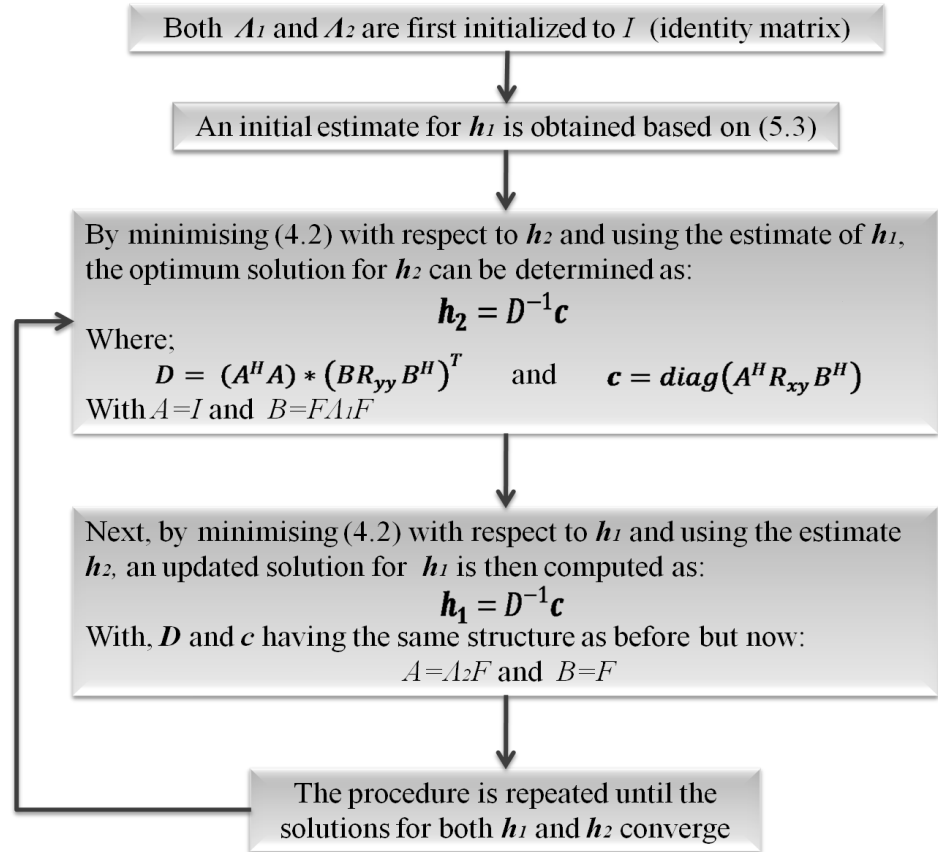 Both Λ1 and Λ2 are first initialized to I (identity matrix)
An initial estimate for h1 is obtained based on (5.3)
By minimising (4.2) with respect to h2 and using the estimate of h1,
the optimum solution for h2 can be determined as:
h₂ = D⁻¹c
Where;
D = (AᴴA) * (BR_yy Bᴴ)ᵀ and c = diag(AᴴR_xy Bᴴ)
With A=I and B=FΛ1F
Next, by minimising (4.2) with respect to h1 and using the estimate
h2, an updated solution for h1 is then computed as:
h₁ = D⁻¹c
With, D and c having the same structure as before but now:
A=Λ2F and B=F
The procedure is repeated until the
solutions for both h1 and h2 converge